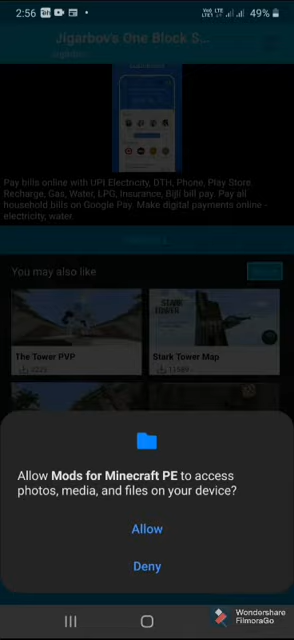 2:56
49%
Jigarbov's One Block S...
Pay bills online with UPI Electricity, DTH, Phone, Play Store
Recharge, Gas, Water, LPG, Insurance, Bijli bill pay. Pay all
household bills on Google Pay. Make digital payments online -
electricity, water.
You may also like
The Tower PVP
Stark Tower Map
STARK
TOWER
Allow Mods for Minecraft PE to access
photos, media, and files on your device?
Allow
Deny
Wondershare
FilmoraGo